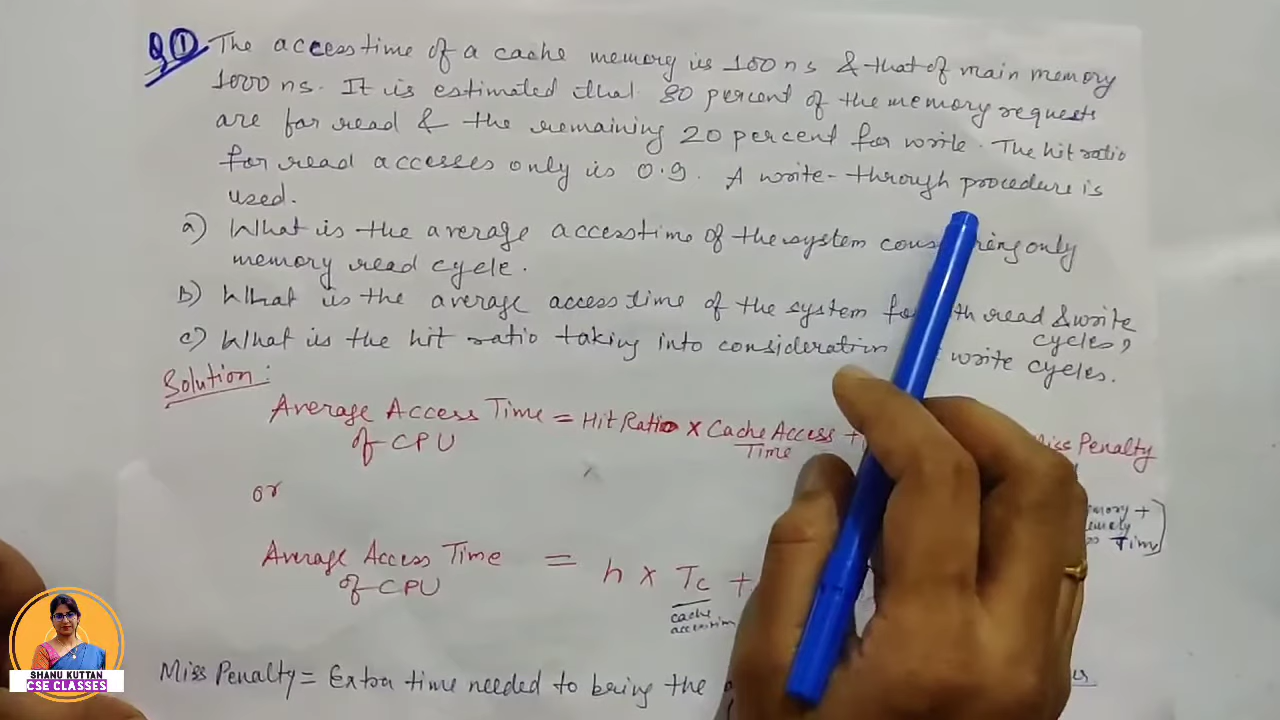 Q① The access time of a cache memory is 100 ns & that of main memory
1000 ns. It is estimated that 80 percent of the memory requests
are for read & the remaining 20 percent for write. The hit ratio
for read accesses only is 0.9. A write-through procedure is
used.
a) What is the average access time of the system only
memory read cycle.
b) What is the average access time of the system read & write
cycles,
c) What is the hit ratio taking into consideration write cycles.
Solution:
Average Access Time = Hit Ratio × Cache Access + Miss Penalty
of CPU Time
or
Average Access Time = h × Tc +
of CPU cache
Time
Miss Penalty = Extra time needed to bring the
SHANU KUTTAN
CSE CLASSES